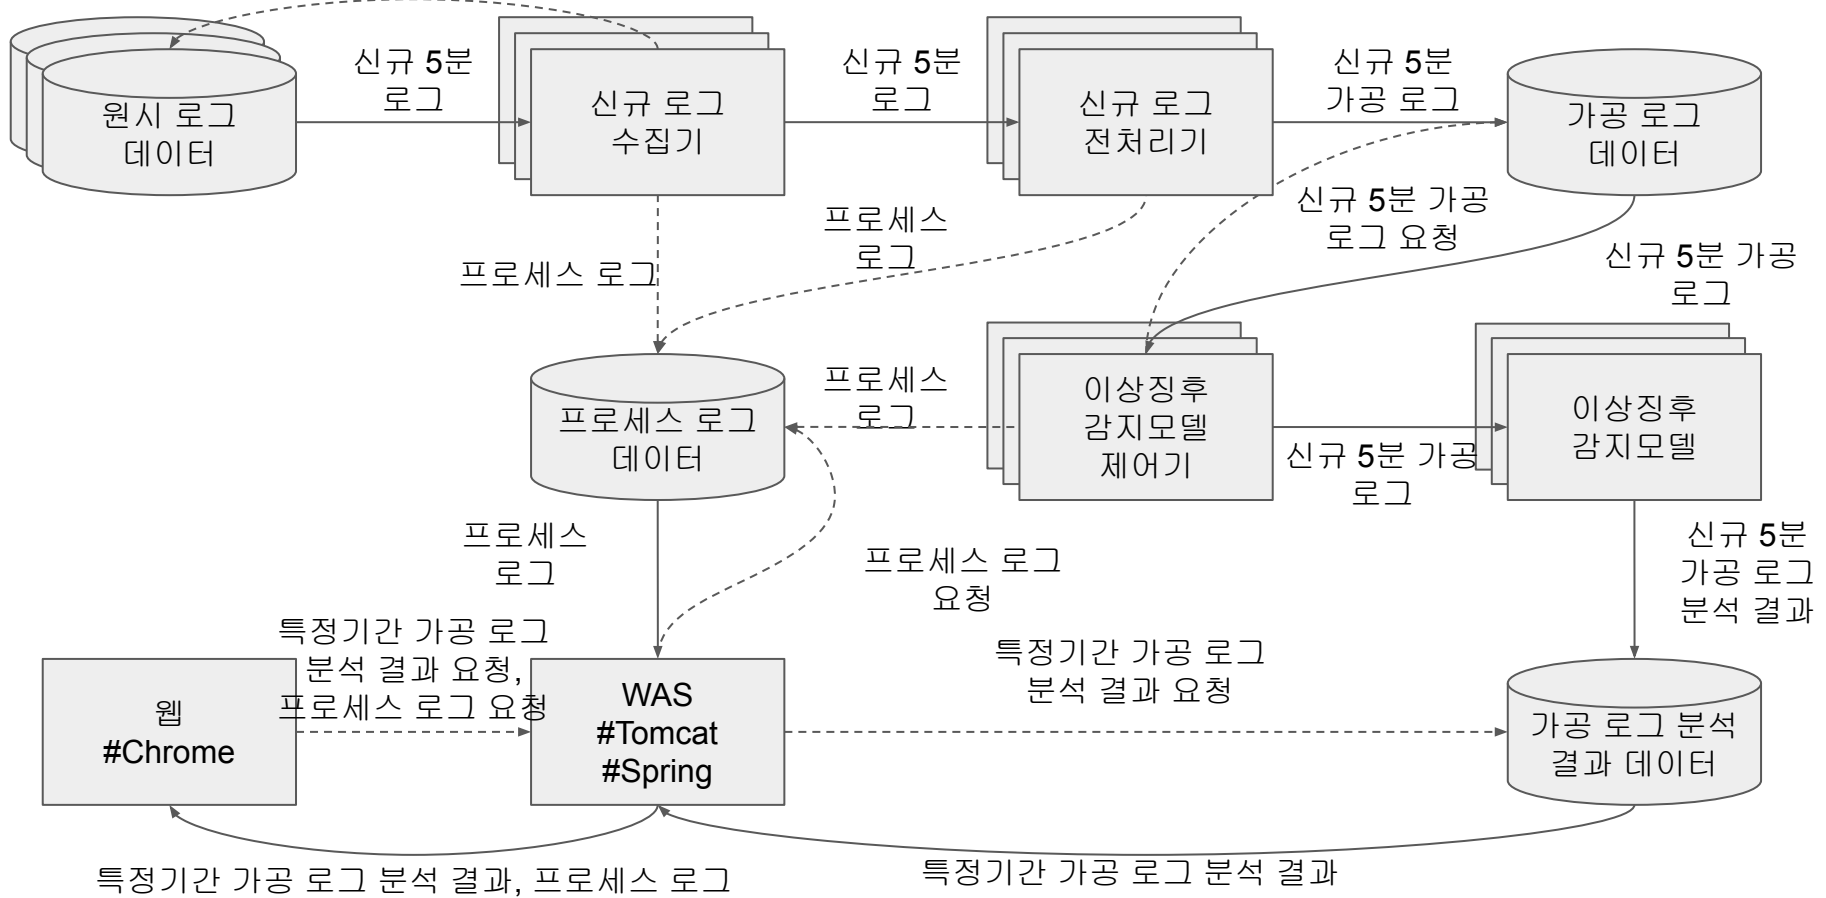 신규 5분
로그
신규 5분
로그
신규 5분
가공 로그
원시 로그
데이터
신규 로그
수집기
신규 로그
전처리기
가공 로그
데이터
프로세스 로그
프로세스
로그
신규 5분 가공
로그 요청
신규 5분 가공
로그
프로세스 로그
데이터
프로세스
로그
이상징후
감지모델
제어기
신규 5분 가공
로그
이상징후
감지모델
프로세스
로그
프로세스 로그
요청
신규 5분
가공 로그
분석 결과
특정기간 가공 로그
분석 결과 요청,
프로세스 로그 요청
특정기간 가공 로그
분석 결과 요청
웹
#Chrome
WAS
#Tomcat
#Spring
가공 로그 분석
결과 데이터
특정기간 가공 로그 분석 결과, 프로세스 로그
특정기간 가공 로그 분석 결과